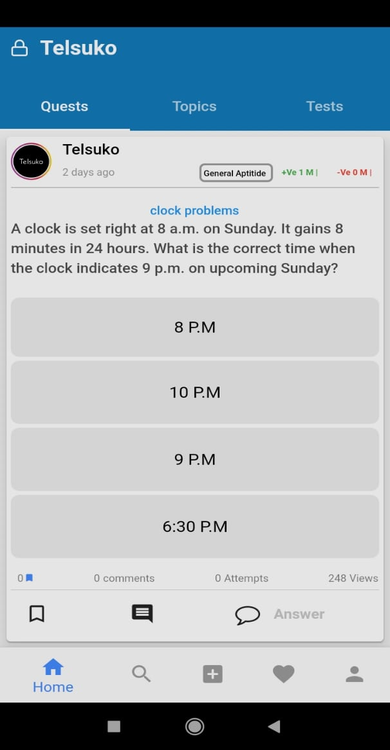 Telsuko
Quests Topics Tests
Telsuko
Telsuko
2 days ago General Aptitide +Ve 1 M | -Ve 0 M |
clock problems
A clock is set right at 8 a.m. on Sunday. It gains 8
minutes in 24 hours. What is the correct time when
the clock indicates 9 p.m. on upcoming Sunday?
8 P.M
10 P.M
9 P.M
6:30 P.M
0 0 comments 0 Attempts 248 Views
Answer
Home